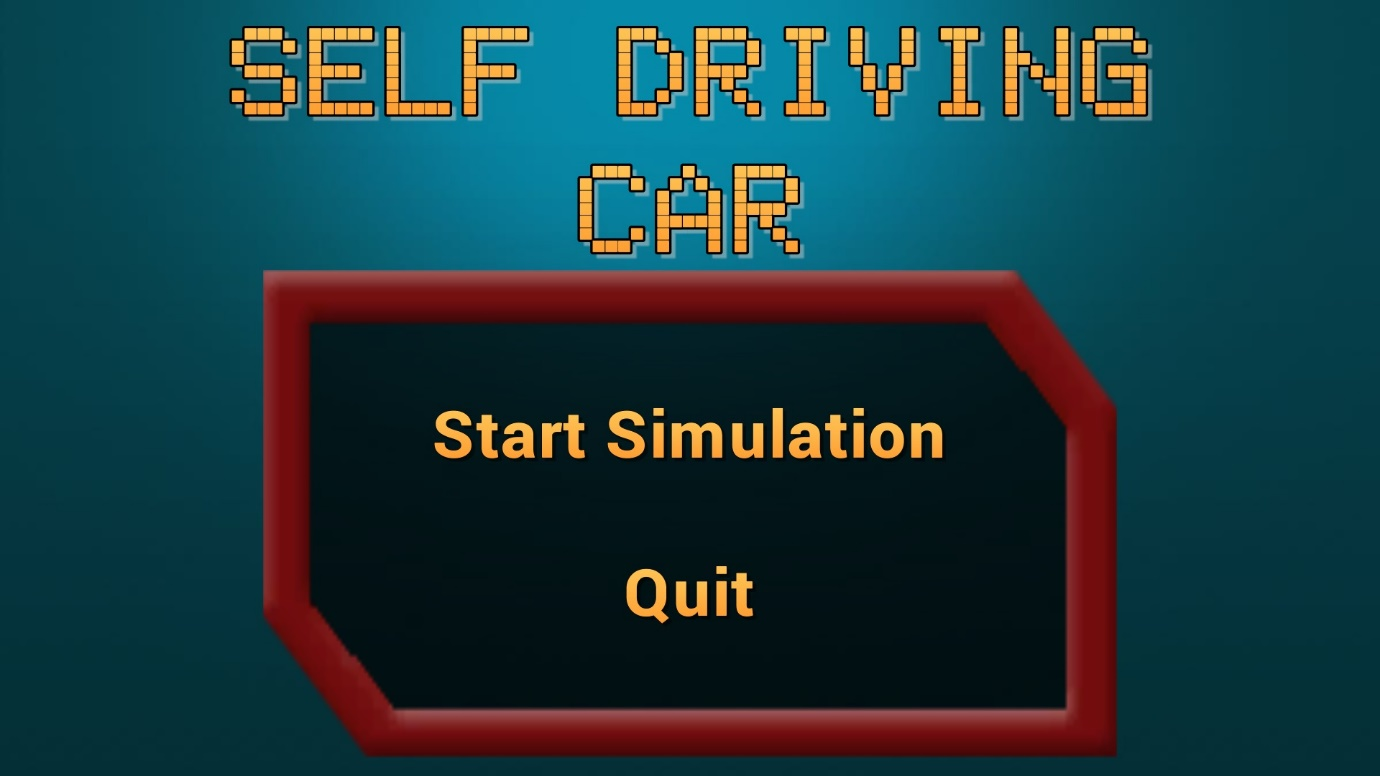 SELF DRIVING
CAR
Start Simulation
Quit